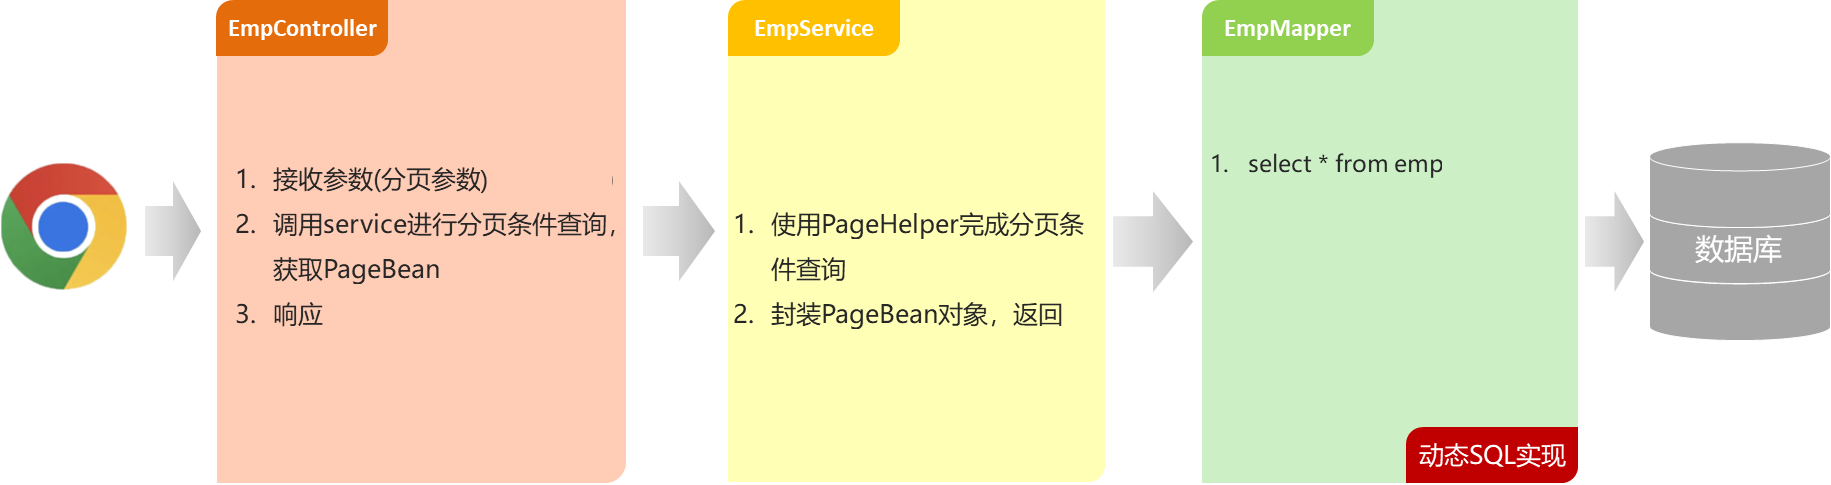 EmpController
1. 接收参数(分页参数)
2. 调用service进行分页条件查询，
获取PageBean
3. 响应
EmpService
1. 使用PageHelper完成分页条
件查询
2. 封装PageBean对象，返回
EmpMapper
1. select * from emp
动态SQL实现
数据库